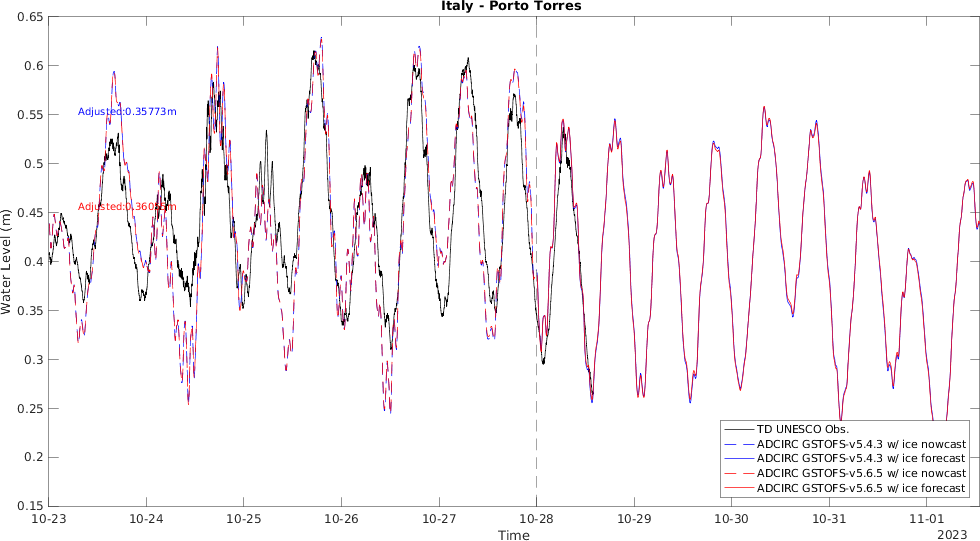 Italy - Porto Torres
0.65
0.6
0.55
0.5
0.45
0.4
0.35
0.3
0.25
0.2
0.15
Water Level (m)
Adjusted:0.35773m
TD UNESCO Obs.
ADCIRC GSTOFS-v5.4.3 w/ ice nowcast
ADCIRC GSTOFS-v5.4.3 w/ ice forecast
ADCIRC GSTOFS-v5.6.5 w/ ice nowcast
ADCIRC GSTOFS-v5.6.5 w/ ice forecast
10-23
10-24
10-25
10-26
10-27
10-28
10-29
10-30
10-31
11-01
Time
2023